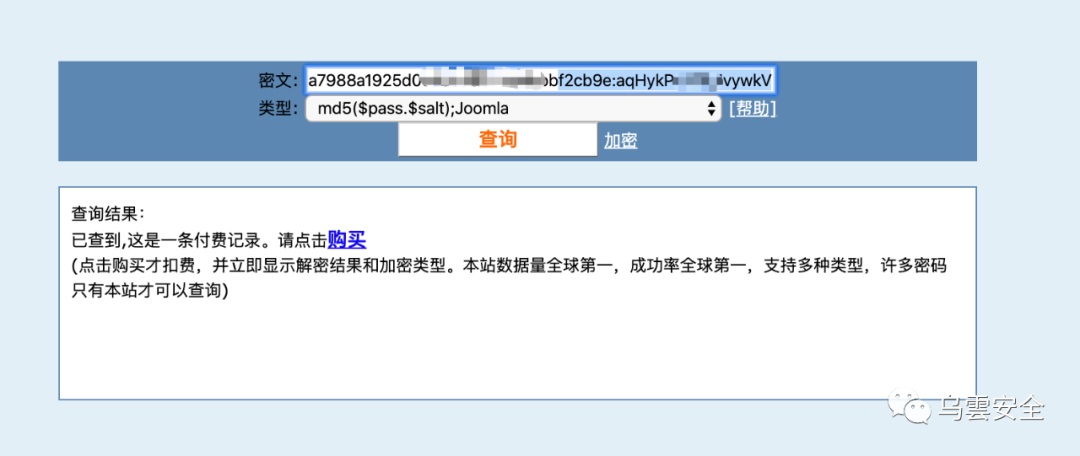 密文: a7988a1925d bf2cb9e:aqHykP ivywkV
类型: md5($pass.$salt);Joomla [帮助]
查询 加密
查询结果:
已查到,这是一条付费记录。请点击购买
(点击购买才扣费，并立即显示解密结果和加密类型。本站数据量全球第一，成功率全球第一，支持多种类型，许多密码
只有本站才可以查询)
乌雲安全